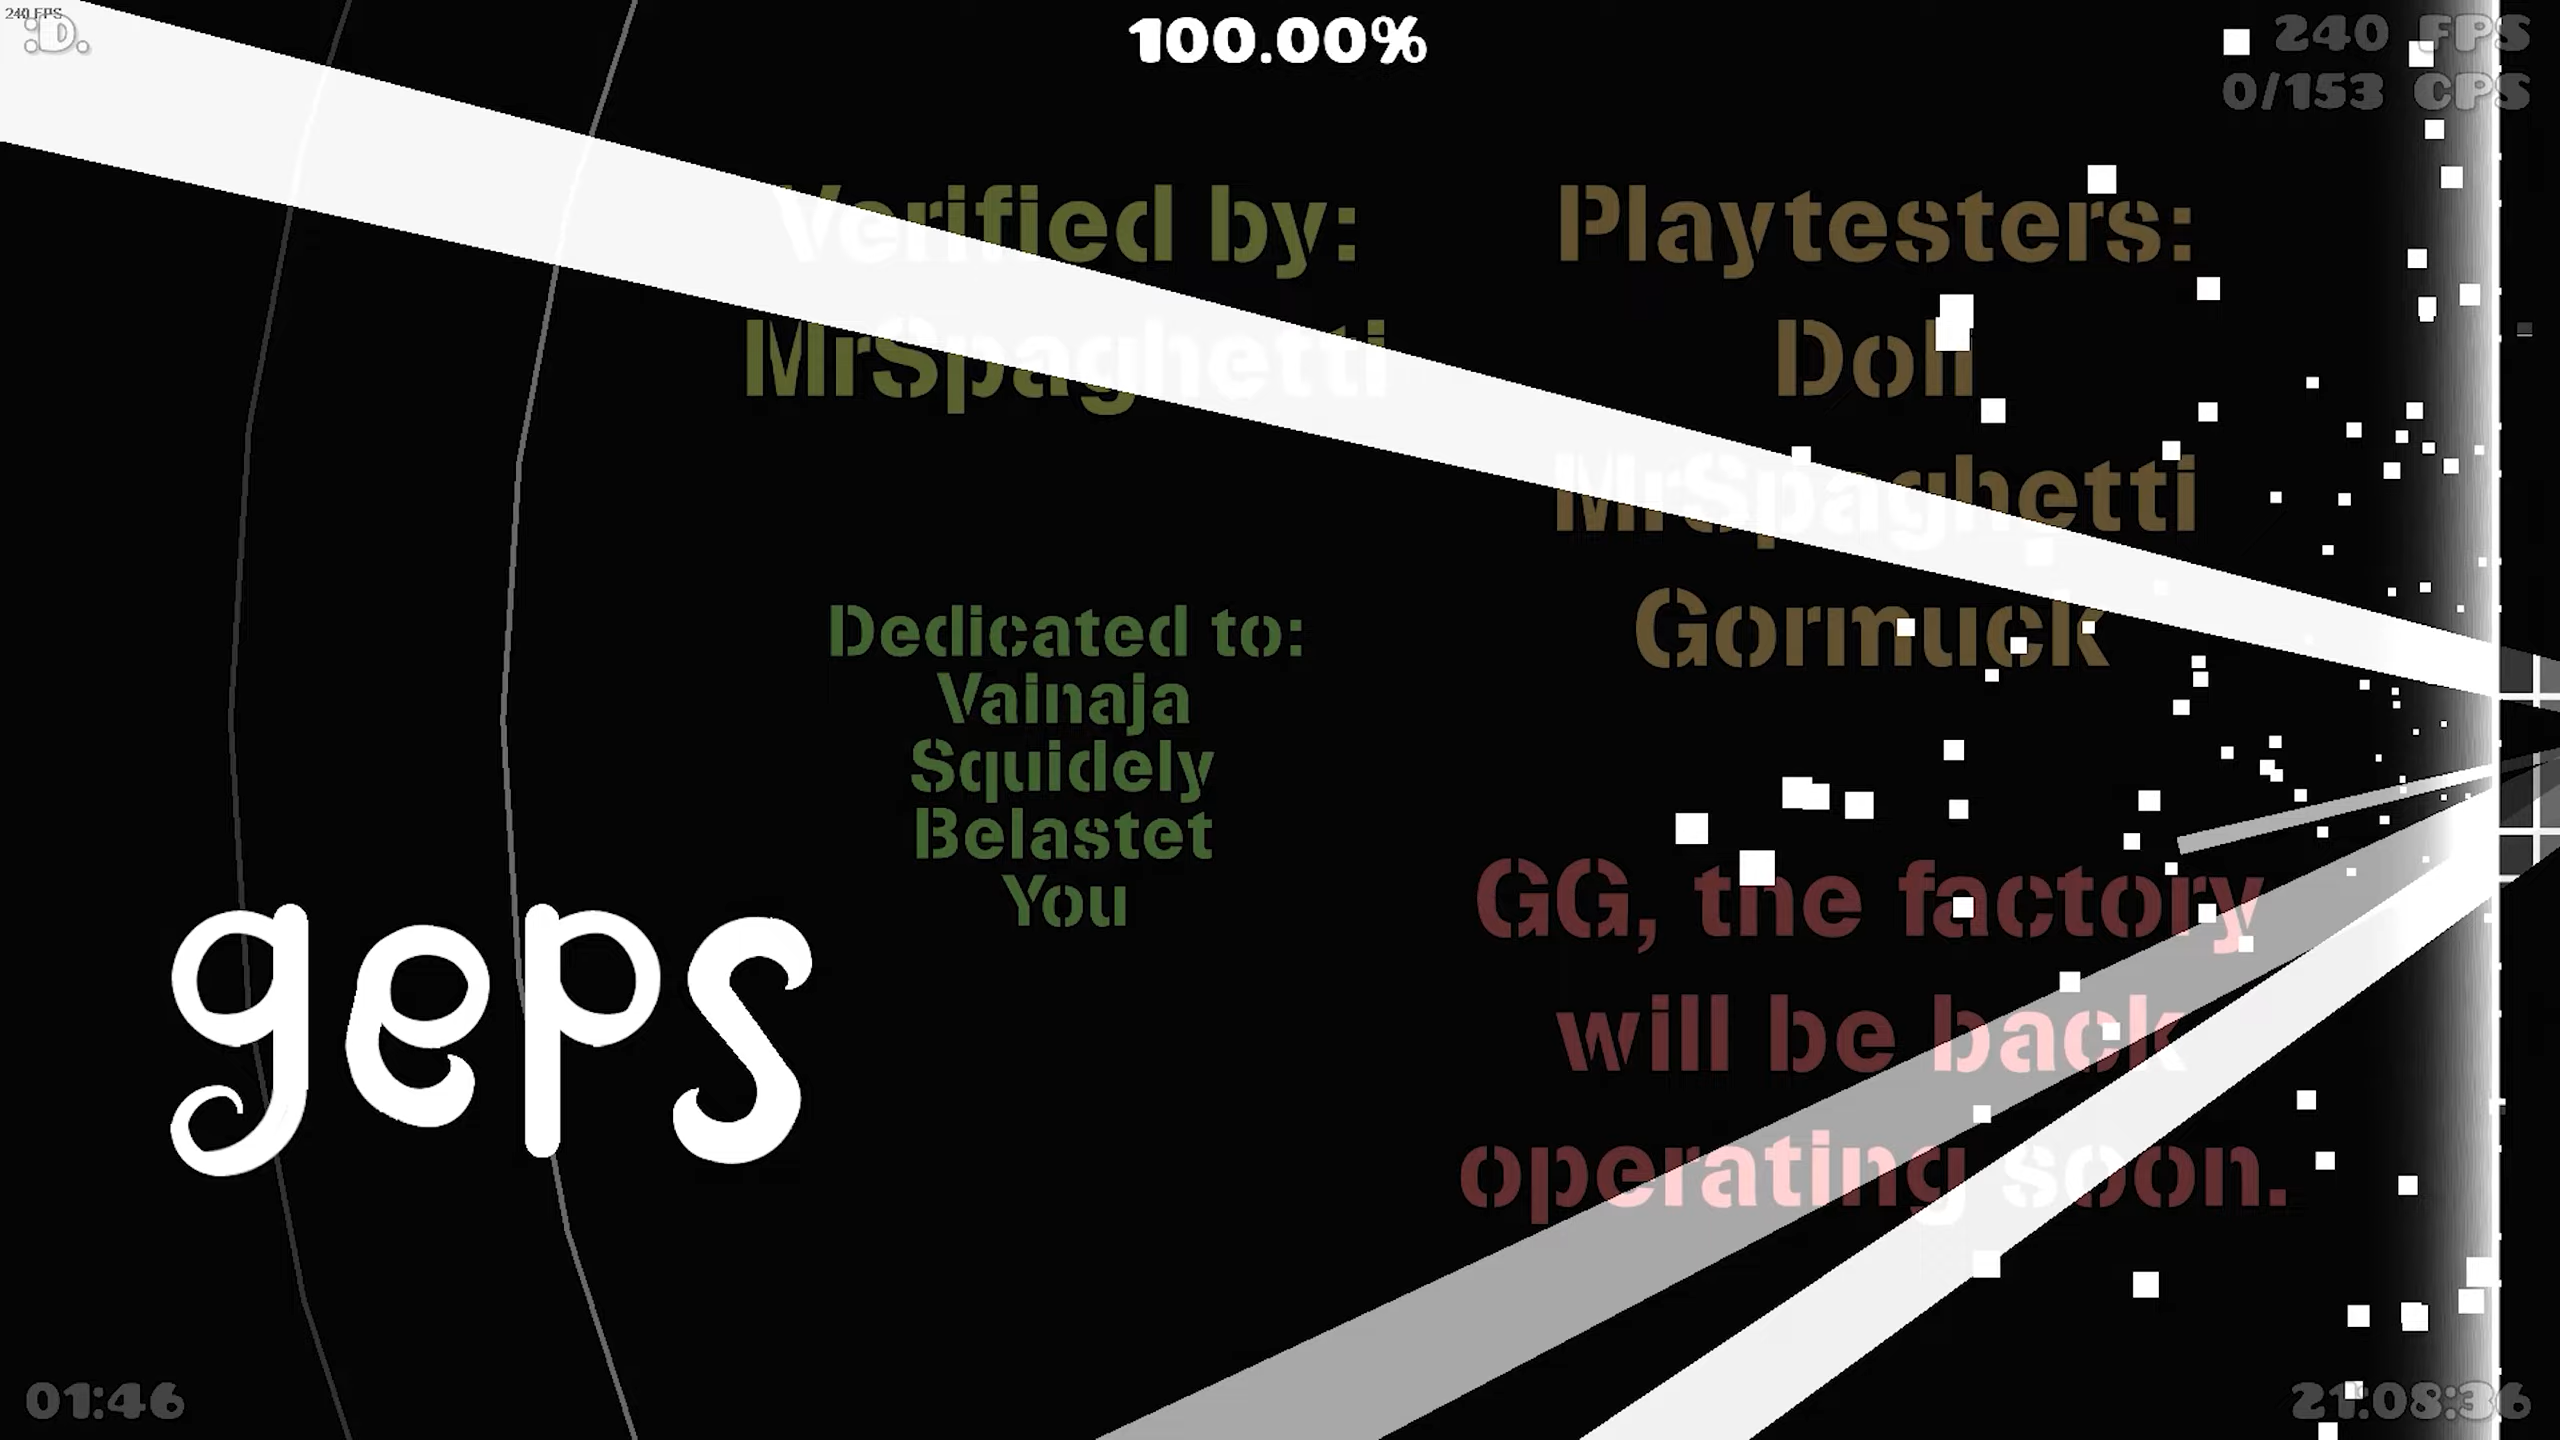 240 FPS
:D.
100.00%
240 FPS
0/153 CPS
Verified by:
MrSpaghetti
Playtesters:
Doli
MrSpaghetti
Gormuck
Dedicated to:
Vainaja
Squidely
Belastet
You
GG, the factory
will be back
operating soon.
geps
01:46
21:08:36